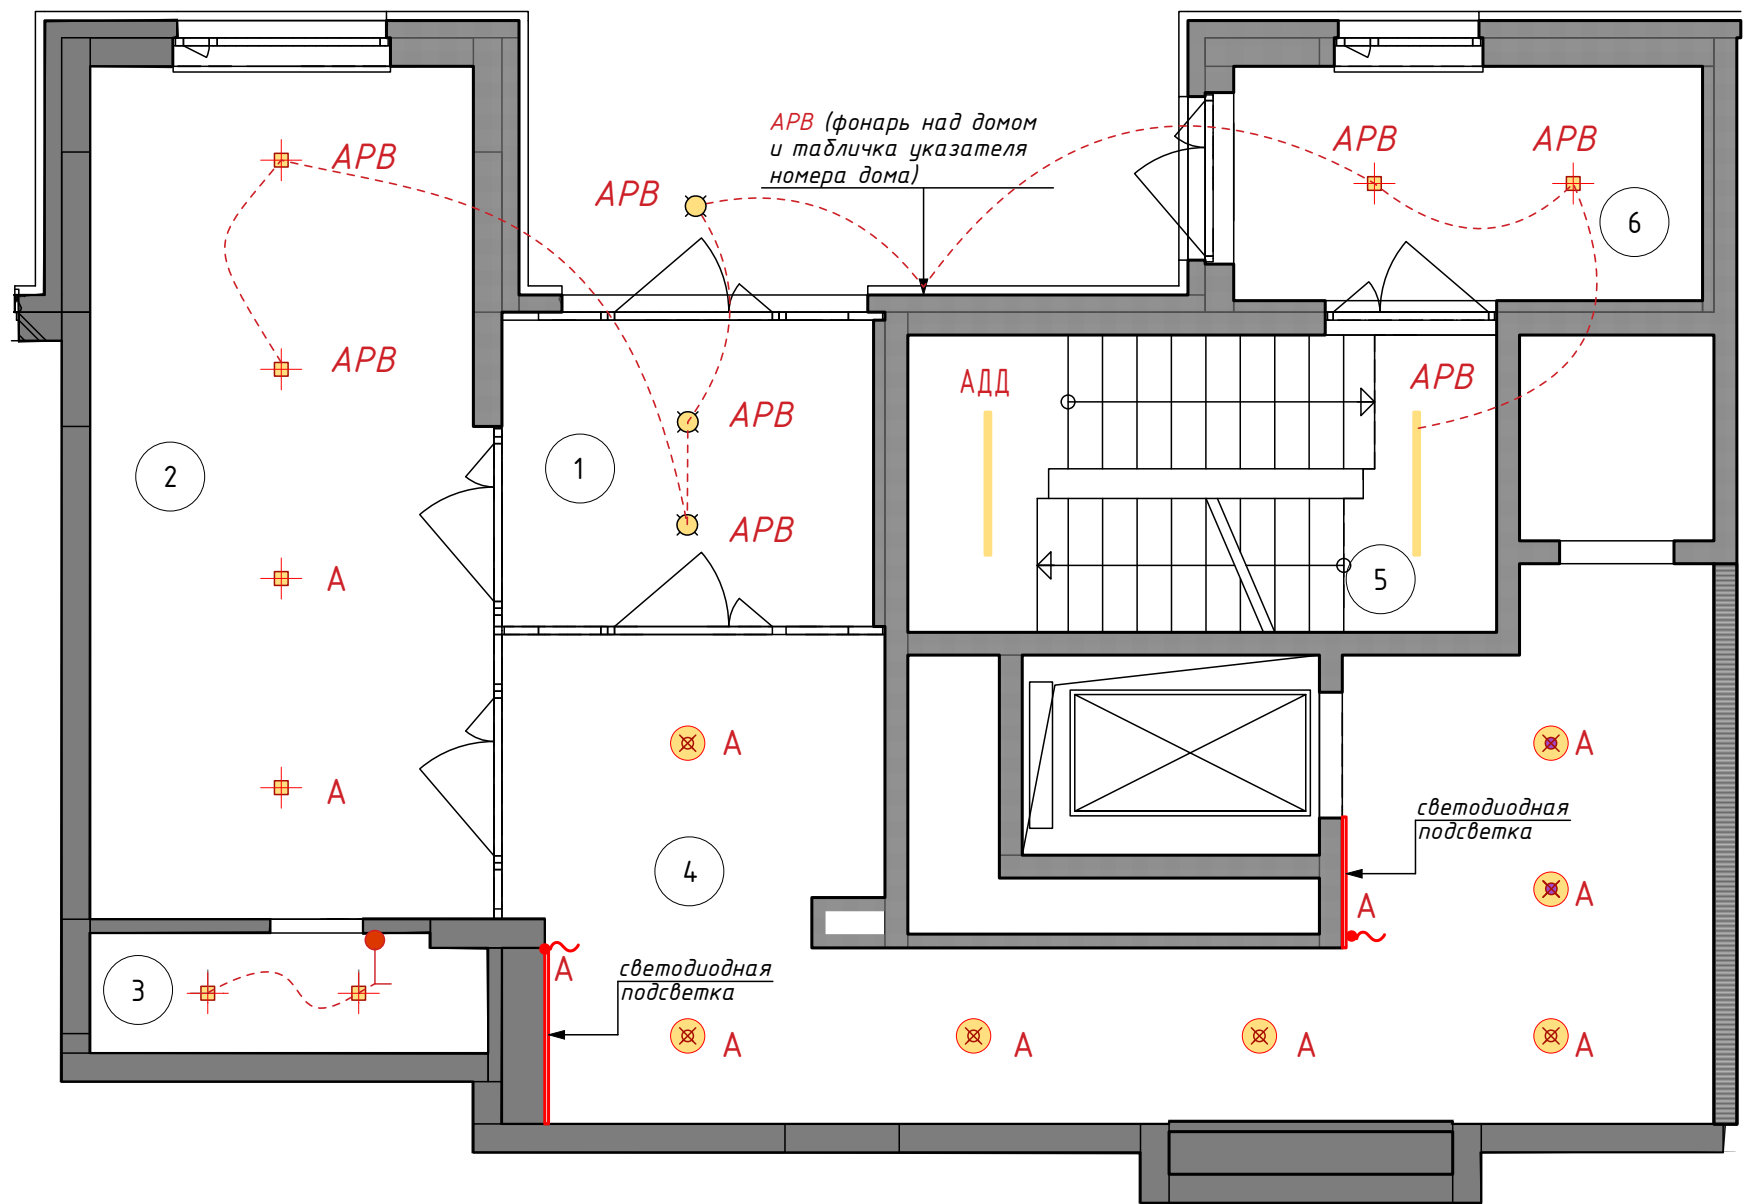 АРВ (фонарь над домом
и табличка указателя
номера дома)
АРВ
АРВ
АРВ
АРВ
6
АРВ
АДД
АРВ
АРВ
1
2
АРВ
А
5
А
А
А
4
светодиодная
подсветка
А
А
А
светодиодная
подсветка
3
А
А
А
А